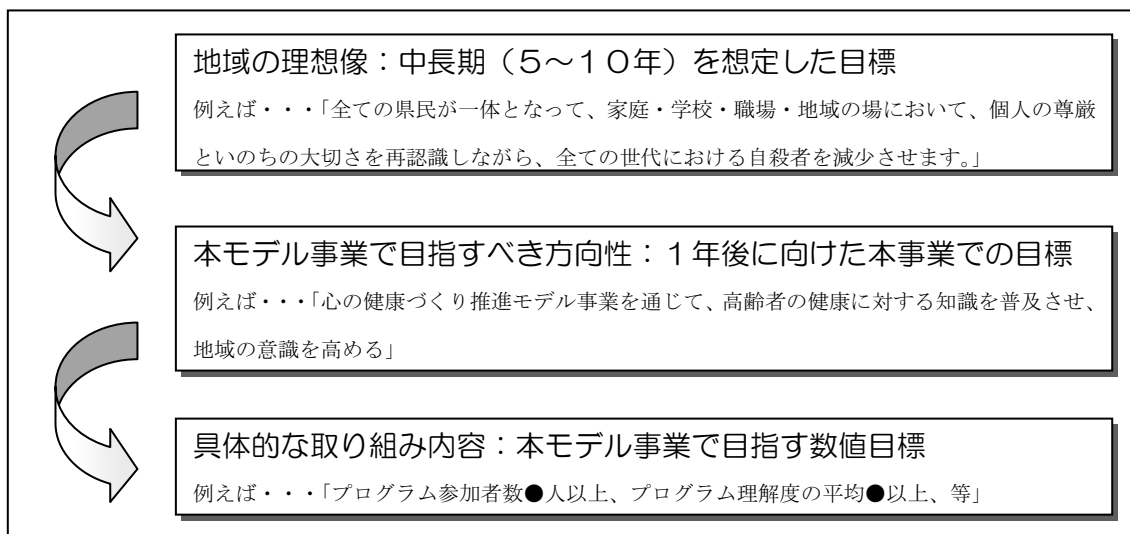 地域の理想像：中長期（５～１０年）を想定した目標
例えば・・・「全ての県民が一体となって、家庭・学校・職場・地域の場において、個人の尊厳
といのちの大切さを再認識しながら、全ての世代における自殺者を減少させます。」
本モデル事業で目指すべき方向性：１年後に向けた本事業での目標
例えば・・・「心の健康づくり推進モデル事業を通じて、高齢者の健康に対する知識を普及させ、
地域の意識を高める」
具体的な取り組み内容：本モデル事業で目指す数値目標
例えば・・・「プログラム参加者数●人以上、プログラム理解度の平均●以上、等」